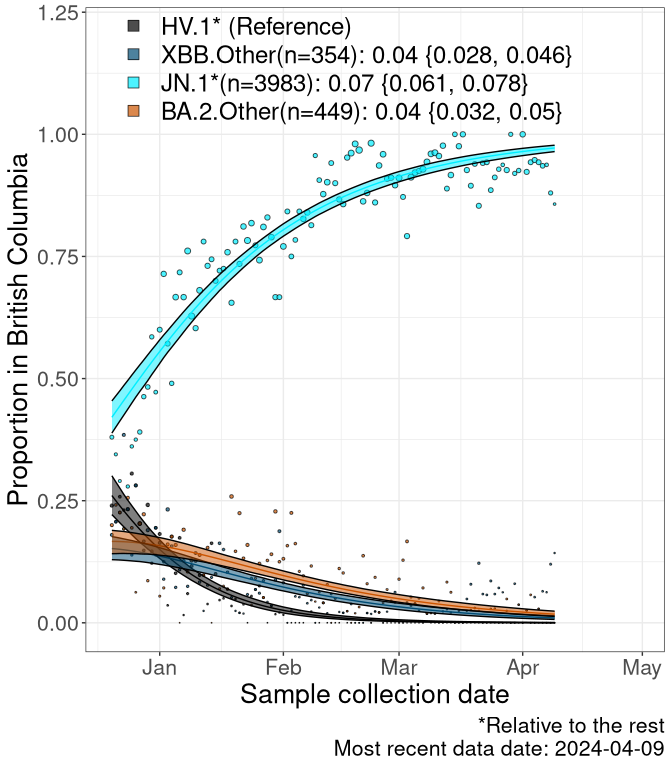 1.25
HV.1* (Reference)
XBB.Other(n=354): 0.04 {0.028, 0.046}
JN.1*(n=3983): 0.07 {0.061, 0.078}
BA.2.Other(n=449): 0.04 {0.032, 0.05}
1.00
0.75
0.50
0.25
0.00
Proportion in British Columbia
Jan Feb Mar Apr May
Sample collection date
*Relative to the rest
Most recent data date: 2024-04-09